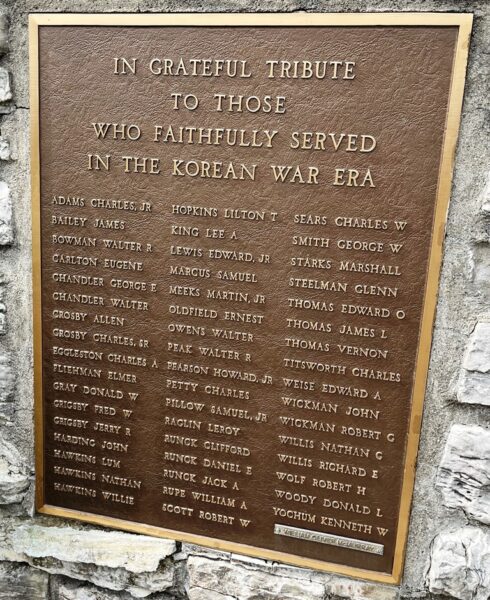 IN GRATEFUL TRIBUTE
TO THOSE
WHO FAITHFULLY SERVED
IN THE KOREAN WAR ERA
ADAMS CHARLES, JR
BAILEY JAMES
BOWMAN WALTER R
CARLTON EUGENE
CHANDLER GEORGE E
CHANDLER WALTER
CROSBY ALLEN
CROSBY CHARLES, SR
EGGLESTON CHARLES A
FLIEHMAN ELMER
GRAY DONALD W
GRIGSBY FRED W
GRIGSBY JERRY R
HARDING JOHN
HAWKINS LUM
HAWKINS NATHAN
HAWKINS WILLIE
HOPKINS LILTON T
KING LEE A
LEWIS EDWARD, JR
MARCUS SAMUEL
MEEKS MARTIN, JR
OLDFIELD ERNEST
OWENS WALTER
PEAK WALTER R
PEARSON HOWARD, JR
PETTY CHARLES
PILLOW SAMUEL, JR
RAGLIN LEROY
RUNCK CLIFFORD
RUNCK DANIEL E
RUNCK JACK A
RUPE WILLIAM A
SCOTT ROBERT W
SEARS CHARLES W
SMITH GEORGE W
STARKS MARSHALL
STEELMAN GLENN
THOMAS EDWARD O
THOMAS JAMES L
THOMAS VERNON
TITSWORTH CHARLES
WEISE EDWARD A
WICKMAN JOHN
WICKMAN ROBERT G
WILLIS NATHAN G
WILLIS RICHARD E
WOLF ROBERT H
WOODY DONALD L
YOCHUM KENNETH W